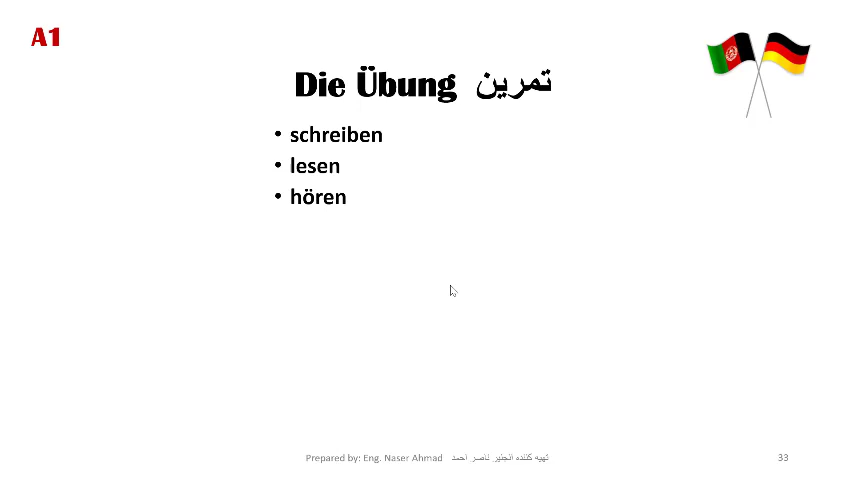 A1
Die Übung تمرین
• schreiben
• lesen
• hören
Prepared by: Eng. Naser Ahmad تهیه کننده انجنیر ناصر احمد
33